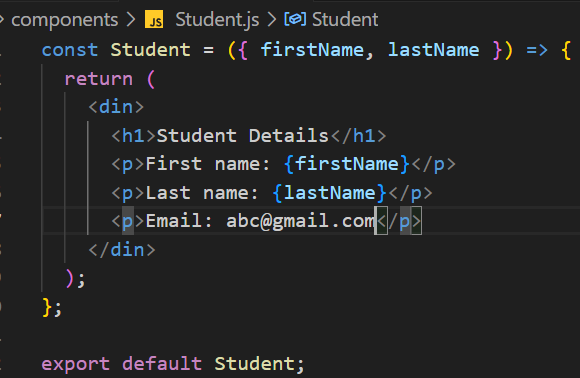 components > JS Student.js > Student
const Student = ({ firstName, lastName }) => {
  return (
    <din>
      <h1>Student Details</h1>
      <p>First name: {firstName}</p>
      <p>Last name: {lastName}</p>
      <p>Email: abc@gmail.com</p>
    </din>
  );
};

export default Student;